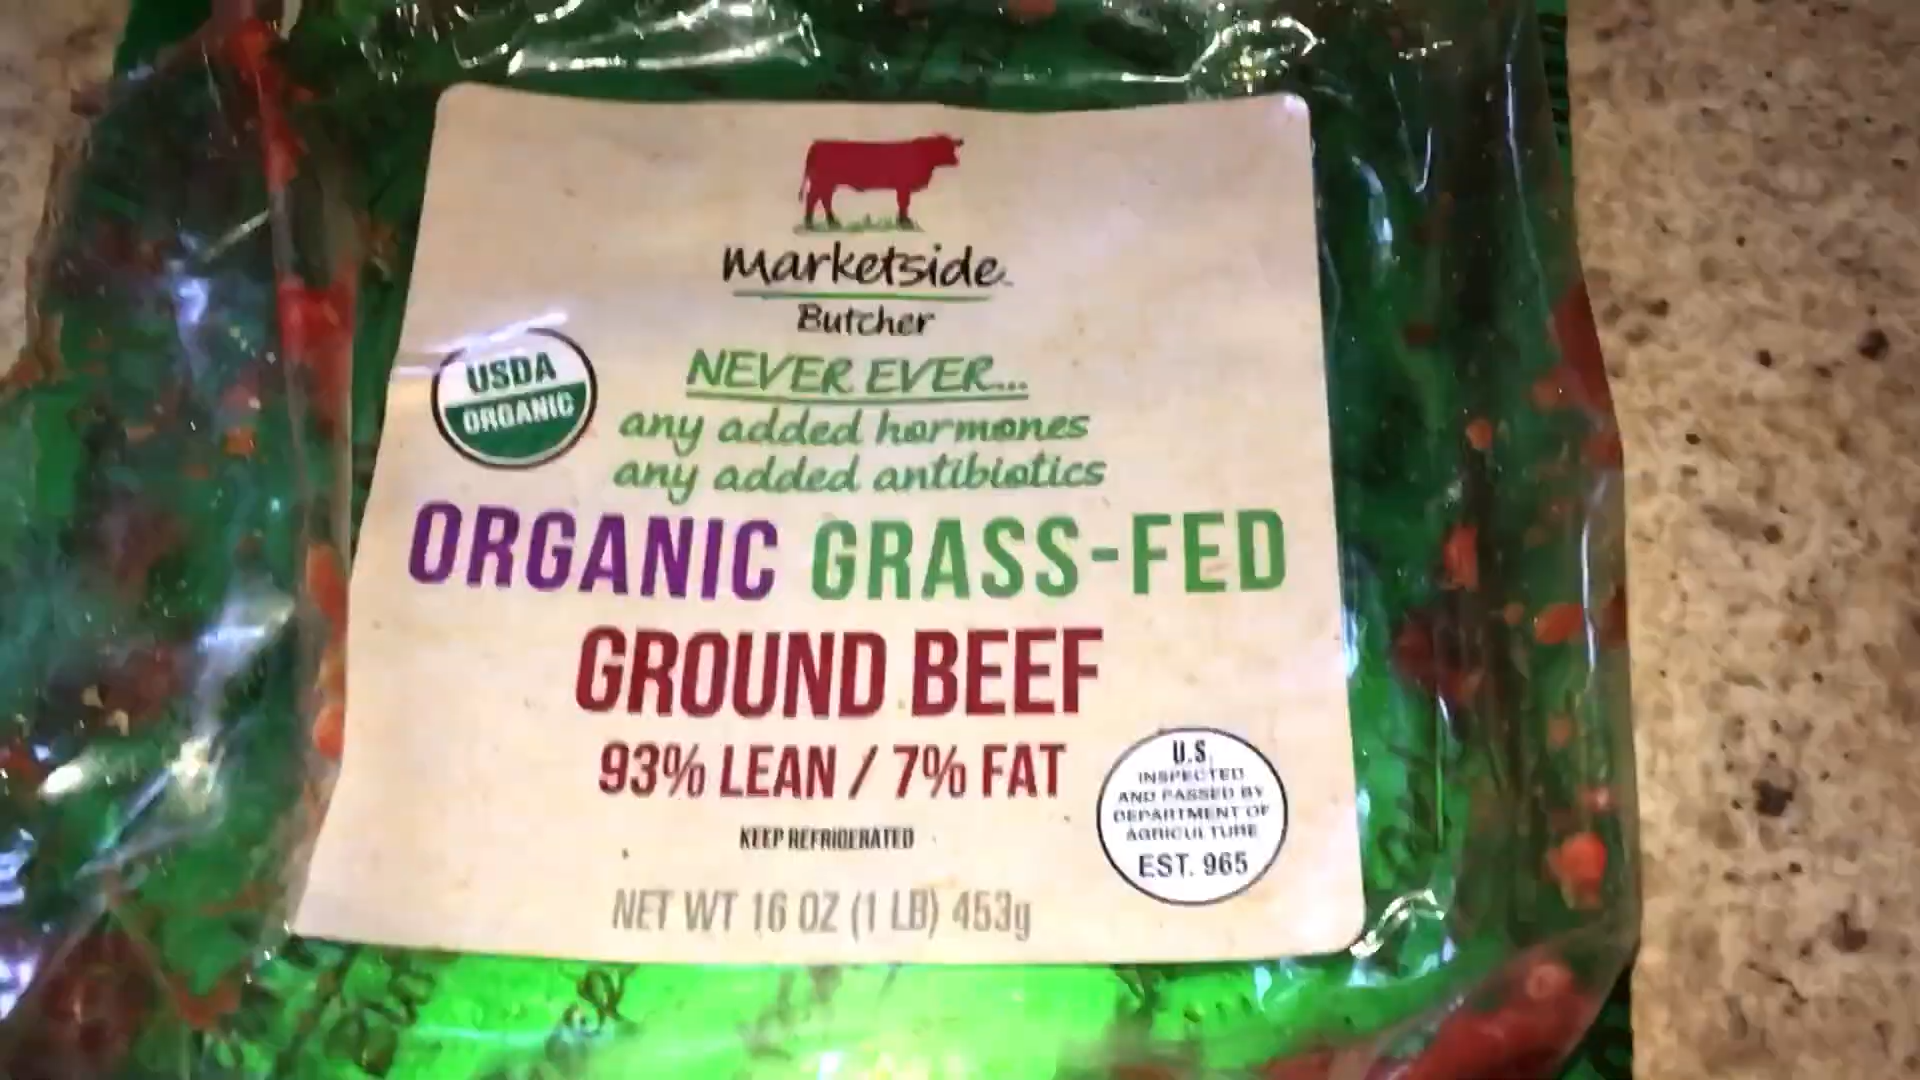 Marketside
Butcher
USDA
ORGANIC
NEVER EVER...
any added hormones
any added antibiotics
ORGANIC GRASS-FED
GROUND BEEF
93% LEAN / 7% FAT
KEEP REFRIGERATED
NET WT 16 OZ (1 LB) 453g
U.S.
INSPECTED
AND PASSED BY
DEPARTMENT OF
AGRICULTURE
EST. 965